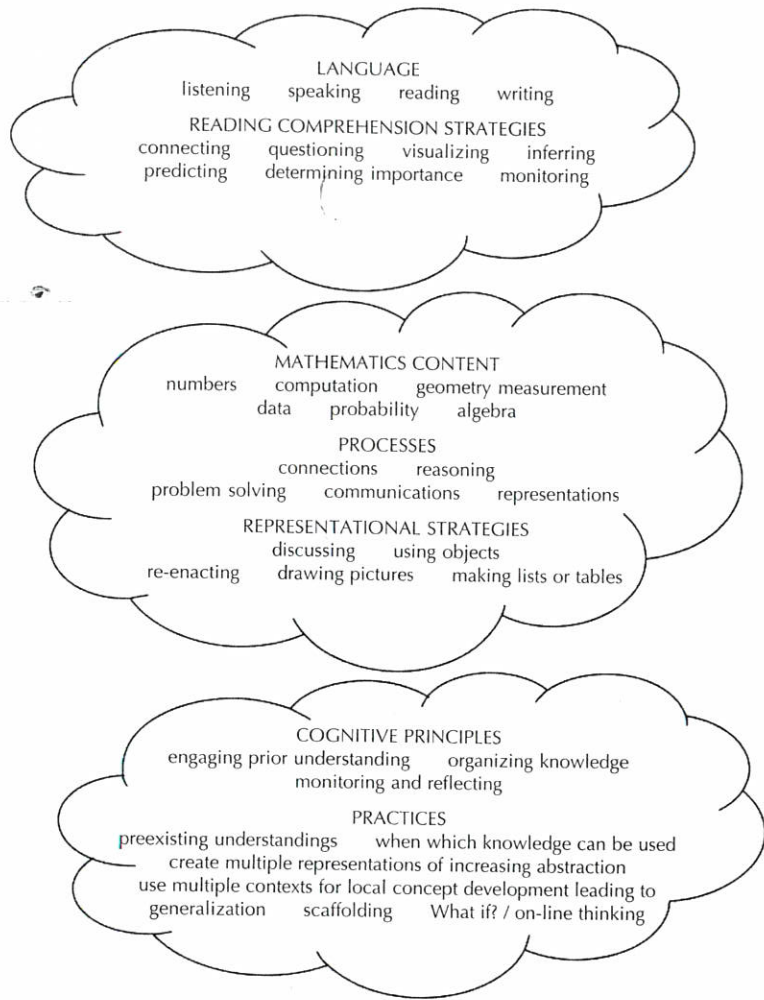 LANGUAGE
listening speaking reading writing
READING COMPREHENSION STRATEGIES
connecting questioning visualizing inferring
predicting determining importance monitoring
MATHEMATICS CONTENT
numbers computation geometry measurement
data probability algebra
PROCESSES
connections reasoning
problem solving communications representations
REPRESENTATIONAL STRATEGIES
discussing using objects
re-enacting drawing pictures making lists or tables
COGNITIVE PRINCIPLES
engaging prior understanding organizing knowledge
monitoring and reflecting
PRACTICES
preexisting understandings when which knowledge can be used
create multiple representations of increasing abstraction
use multiple contexts for local concept development leading to
generalization scaffolding What if? / on-line thinking